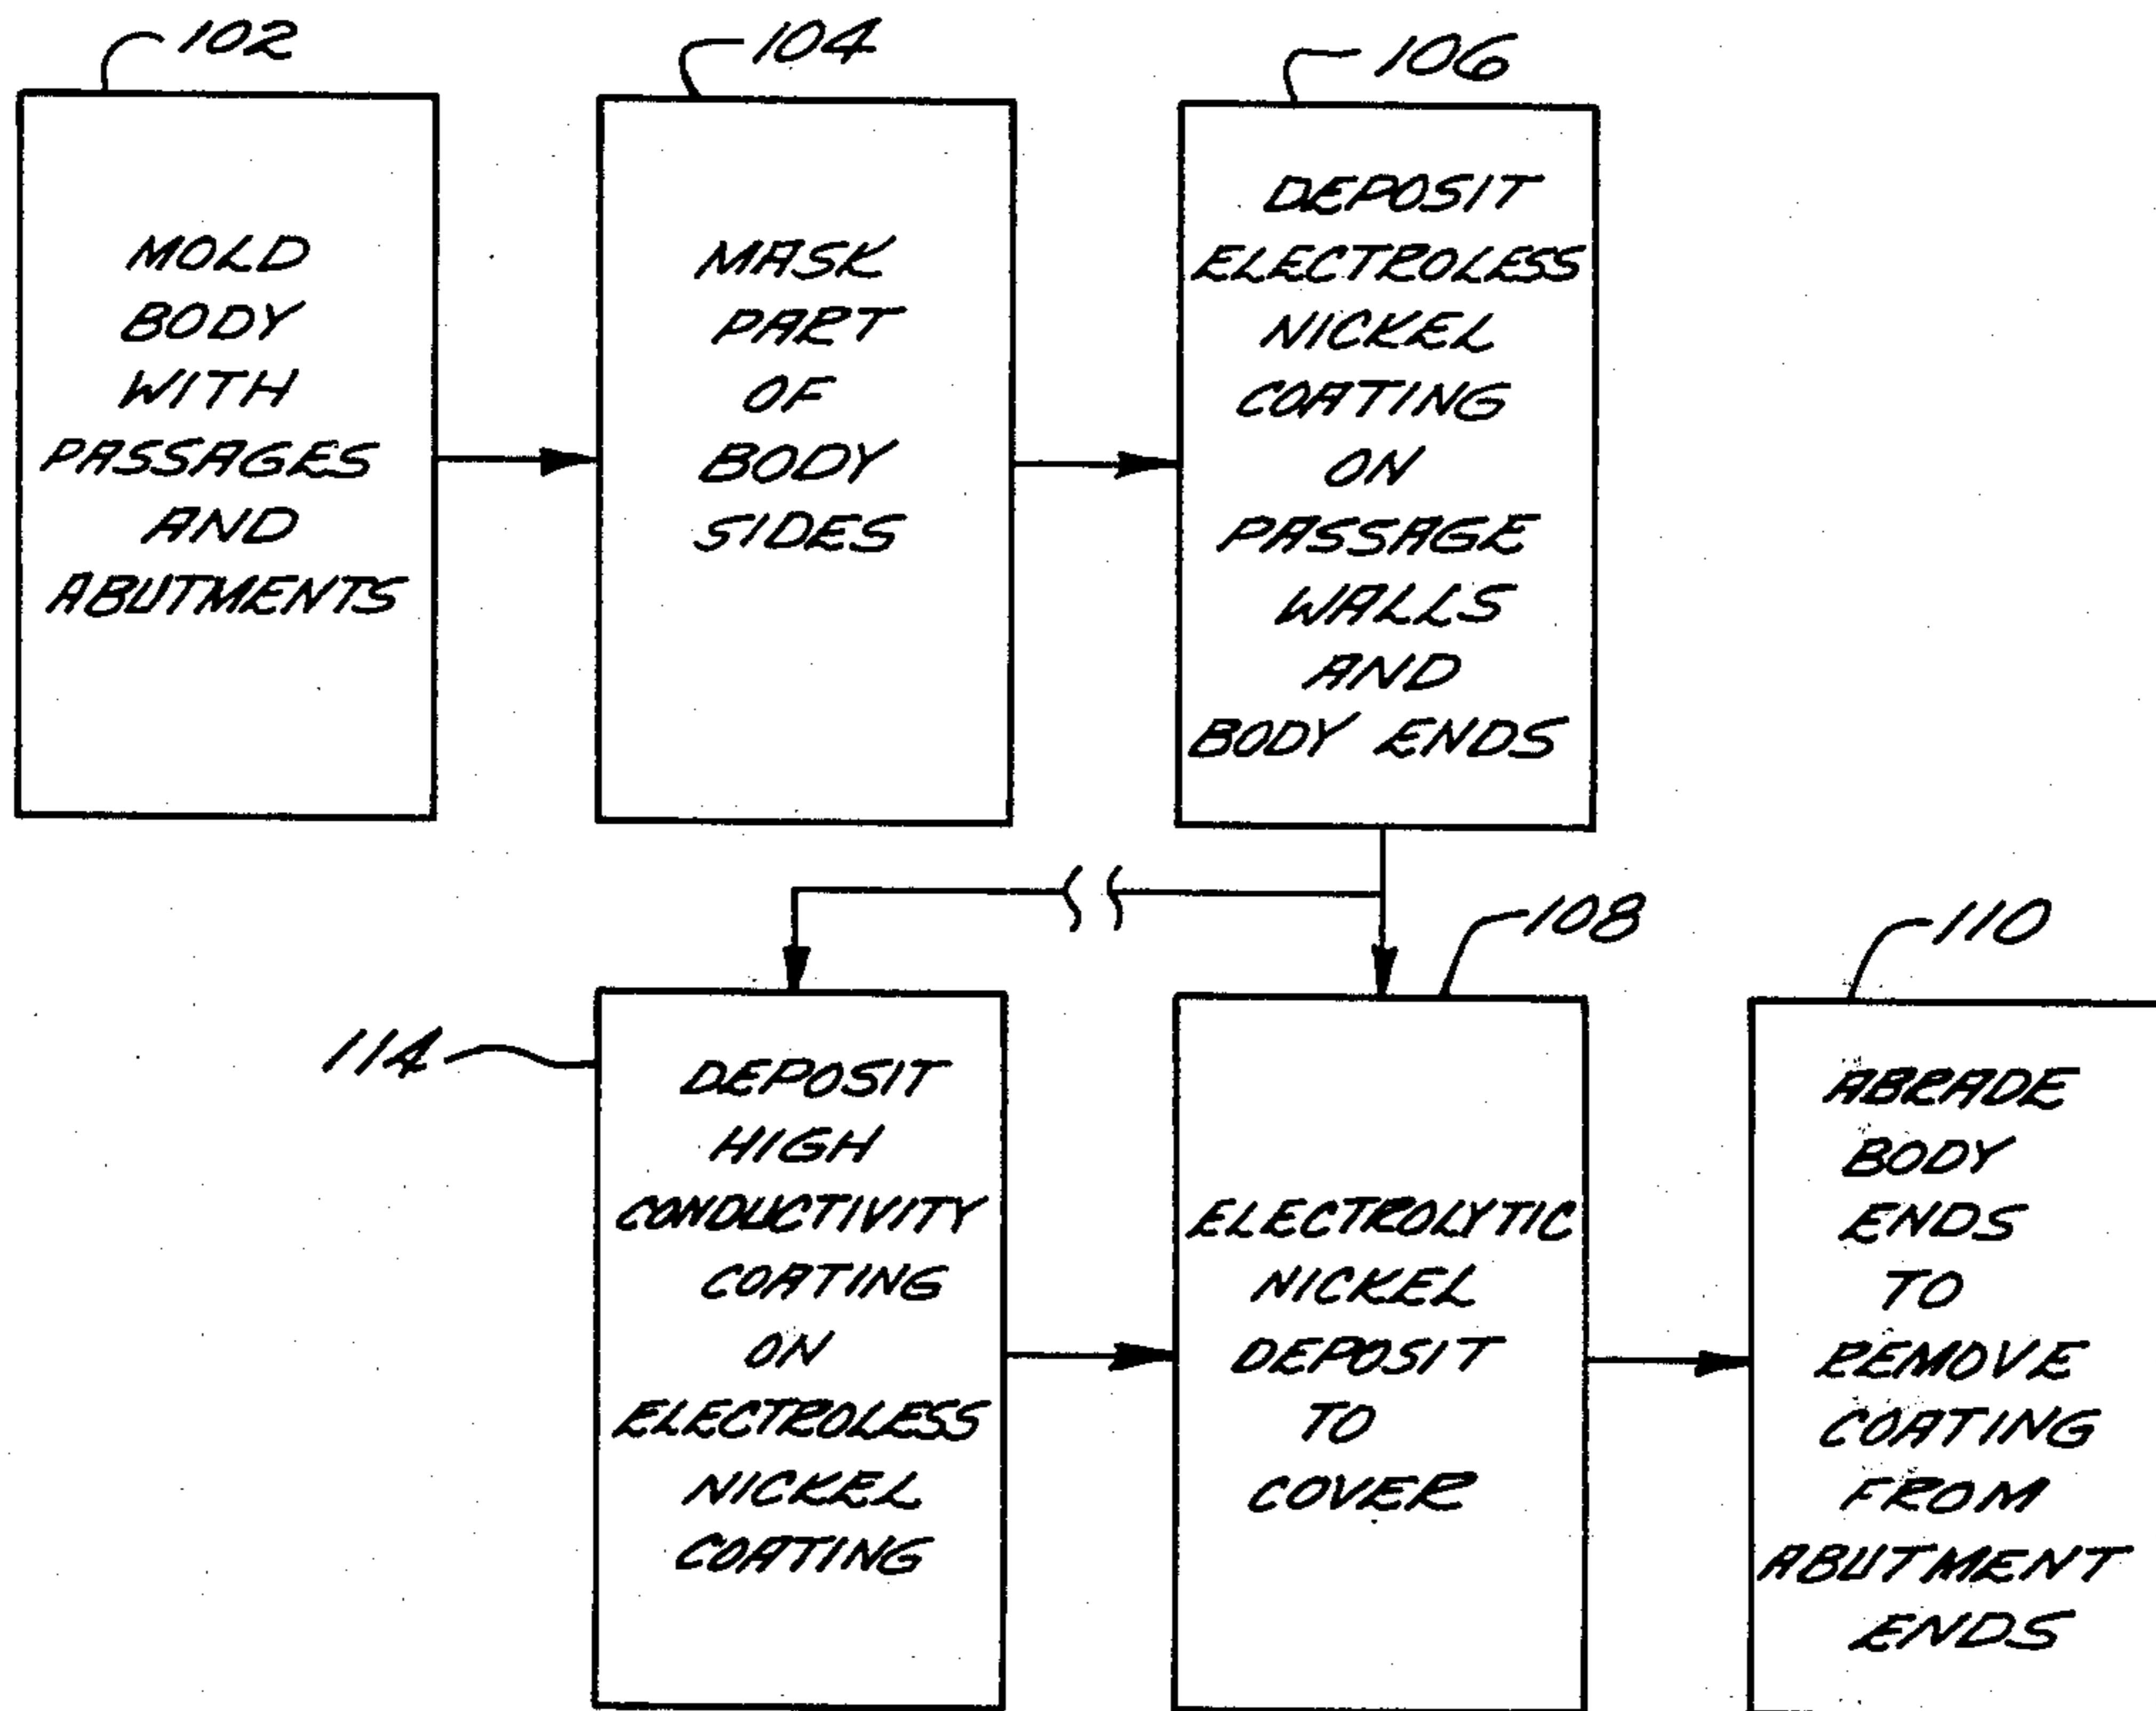 102
MOLD
BODY
WITH
PASSAGES
AND
ABUTMENTS
104
MASK
PART
OF
BODY
SIDES
106
DEPOSIT
ELECTROLESS
NICKEL
COATING
ON
PASSAGE
WALLS
AND
BODY ENDS
114
DEPOSIT
HIGH
CONDUCTIVITY
COATING
ON
ELECTROLESS
NICKEL
COATING
108
ELECTROLYTIC
NICKEL
DEPOSIT
TO
COVER
110
ABRADE
BODY
ENDS
TO
REMOVE
COATING
FROM
ABUTMENT
ENDS